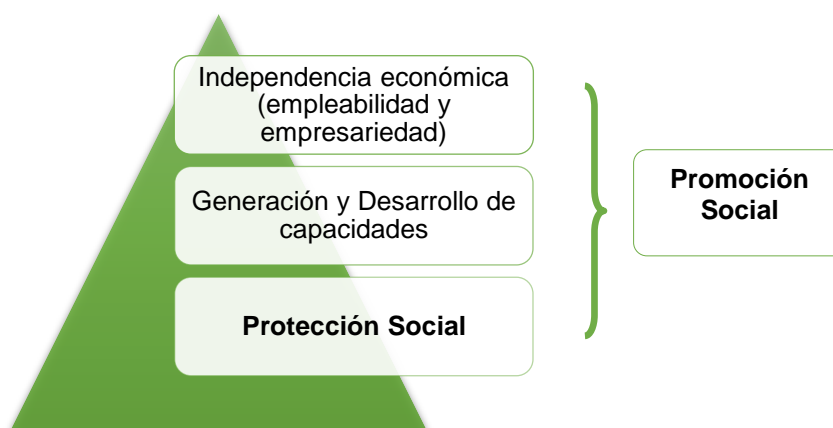 Independencia económica
(empleabilidad y
empresariedad)
Generación y Desarrollo de
capacidades
Protección Social
Promoción
Social